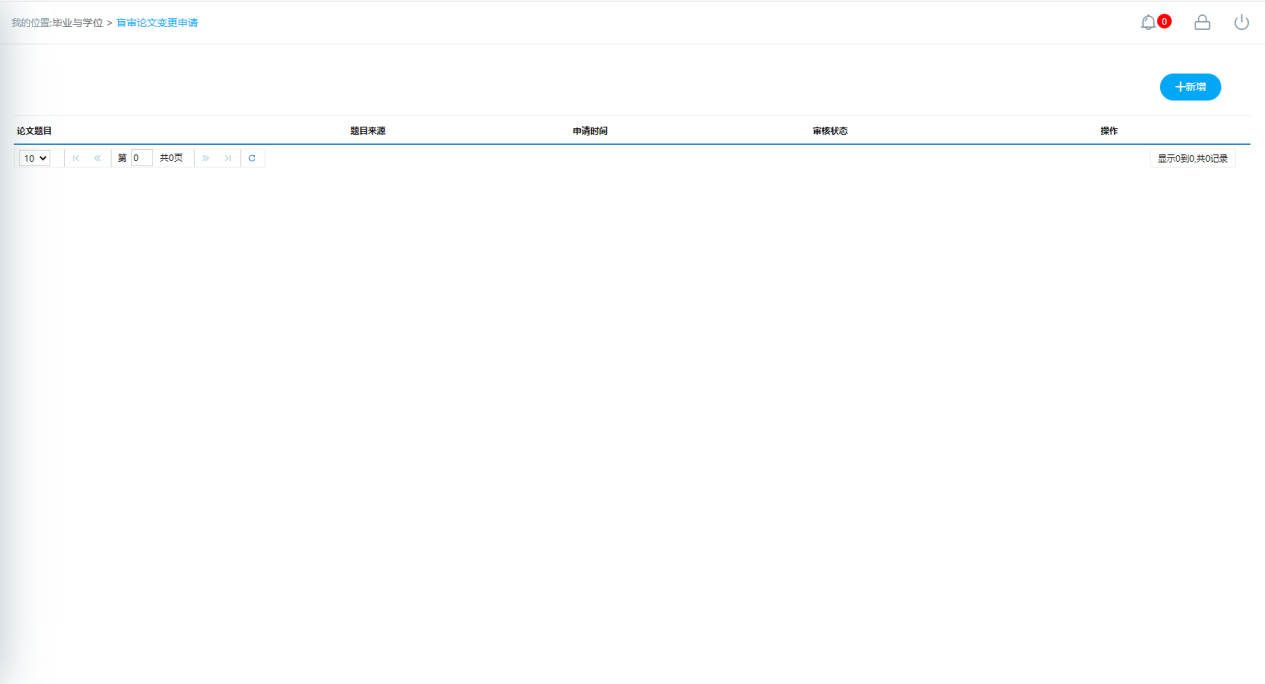 我的位置:毕业与学位 > 盲审论文变更申请
0
新增
论文题目 题目来源 申请时间 审核状态 操作
10 第 0 共0页 显示0到0,共0记录